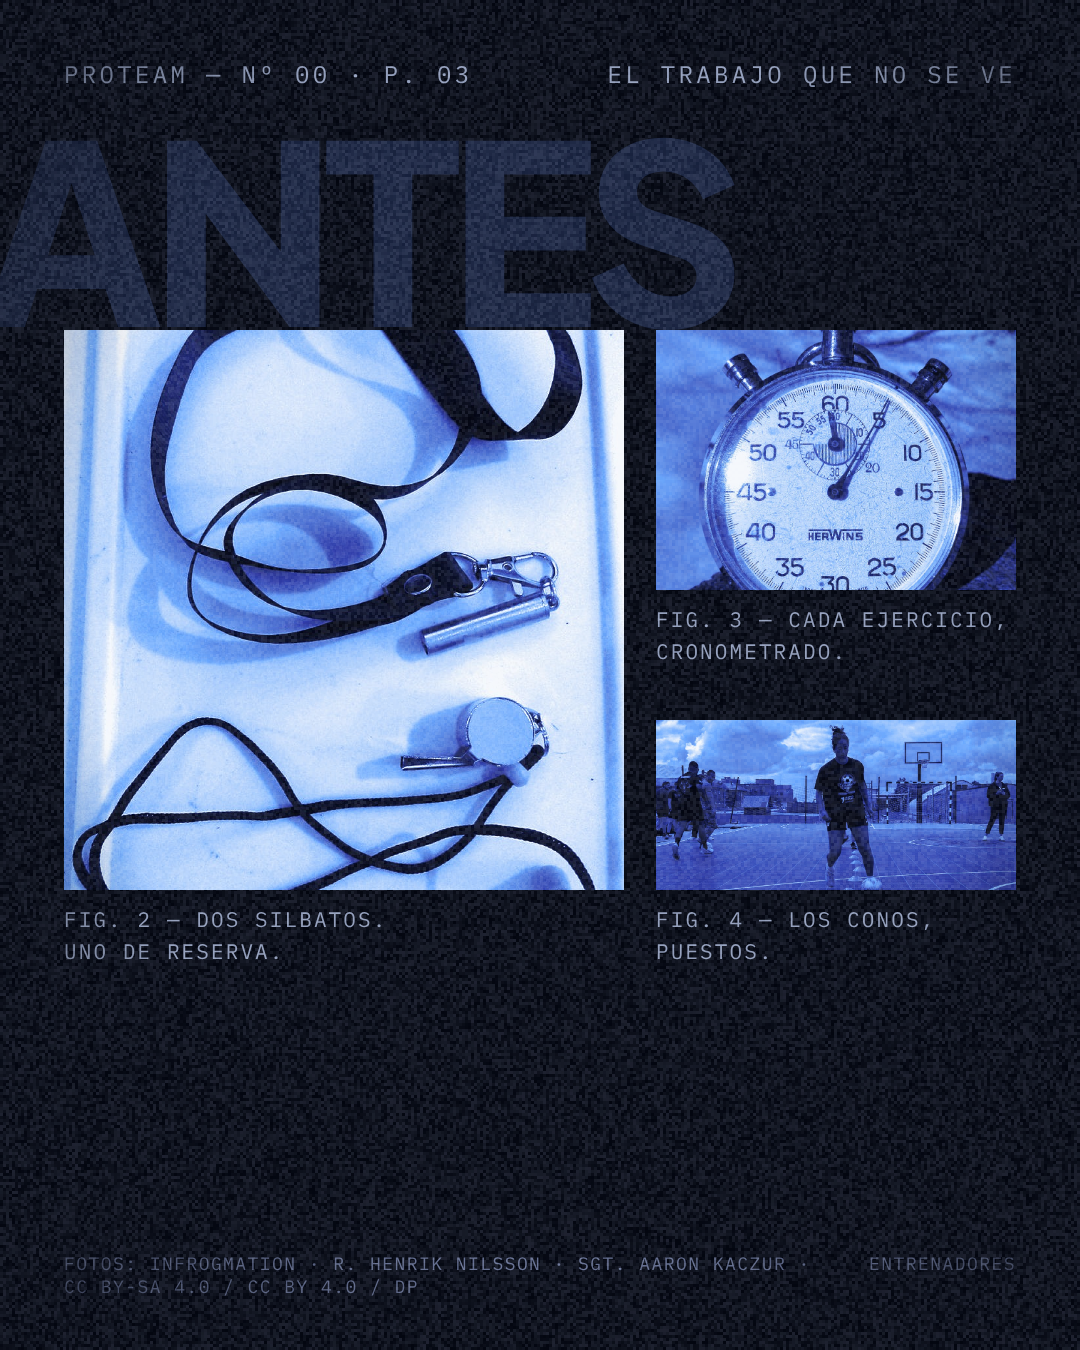 PROTEAM — Nº 00 · P. 03
EL TRABAJO QUE NO SE VE
ANTES
60
55
5
50
10
45
15
40
20
HERWINS
35
25
30
FIG. 3 — CADA EJERCICIO,
CRONOMETRADO.
FIG. 2 — DOS SILBATOS.
UNO DE RESERVA.
FIG. 4 — LOS CONOS,
PUESTOS.
FOTOS: INFROGMATION · R. HENRIK NILSSON · SGT. AARON KACZUR ·
CC BY-SA 4.0 / CC BY 4.0 / DP
ENTRENADORES